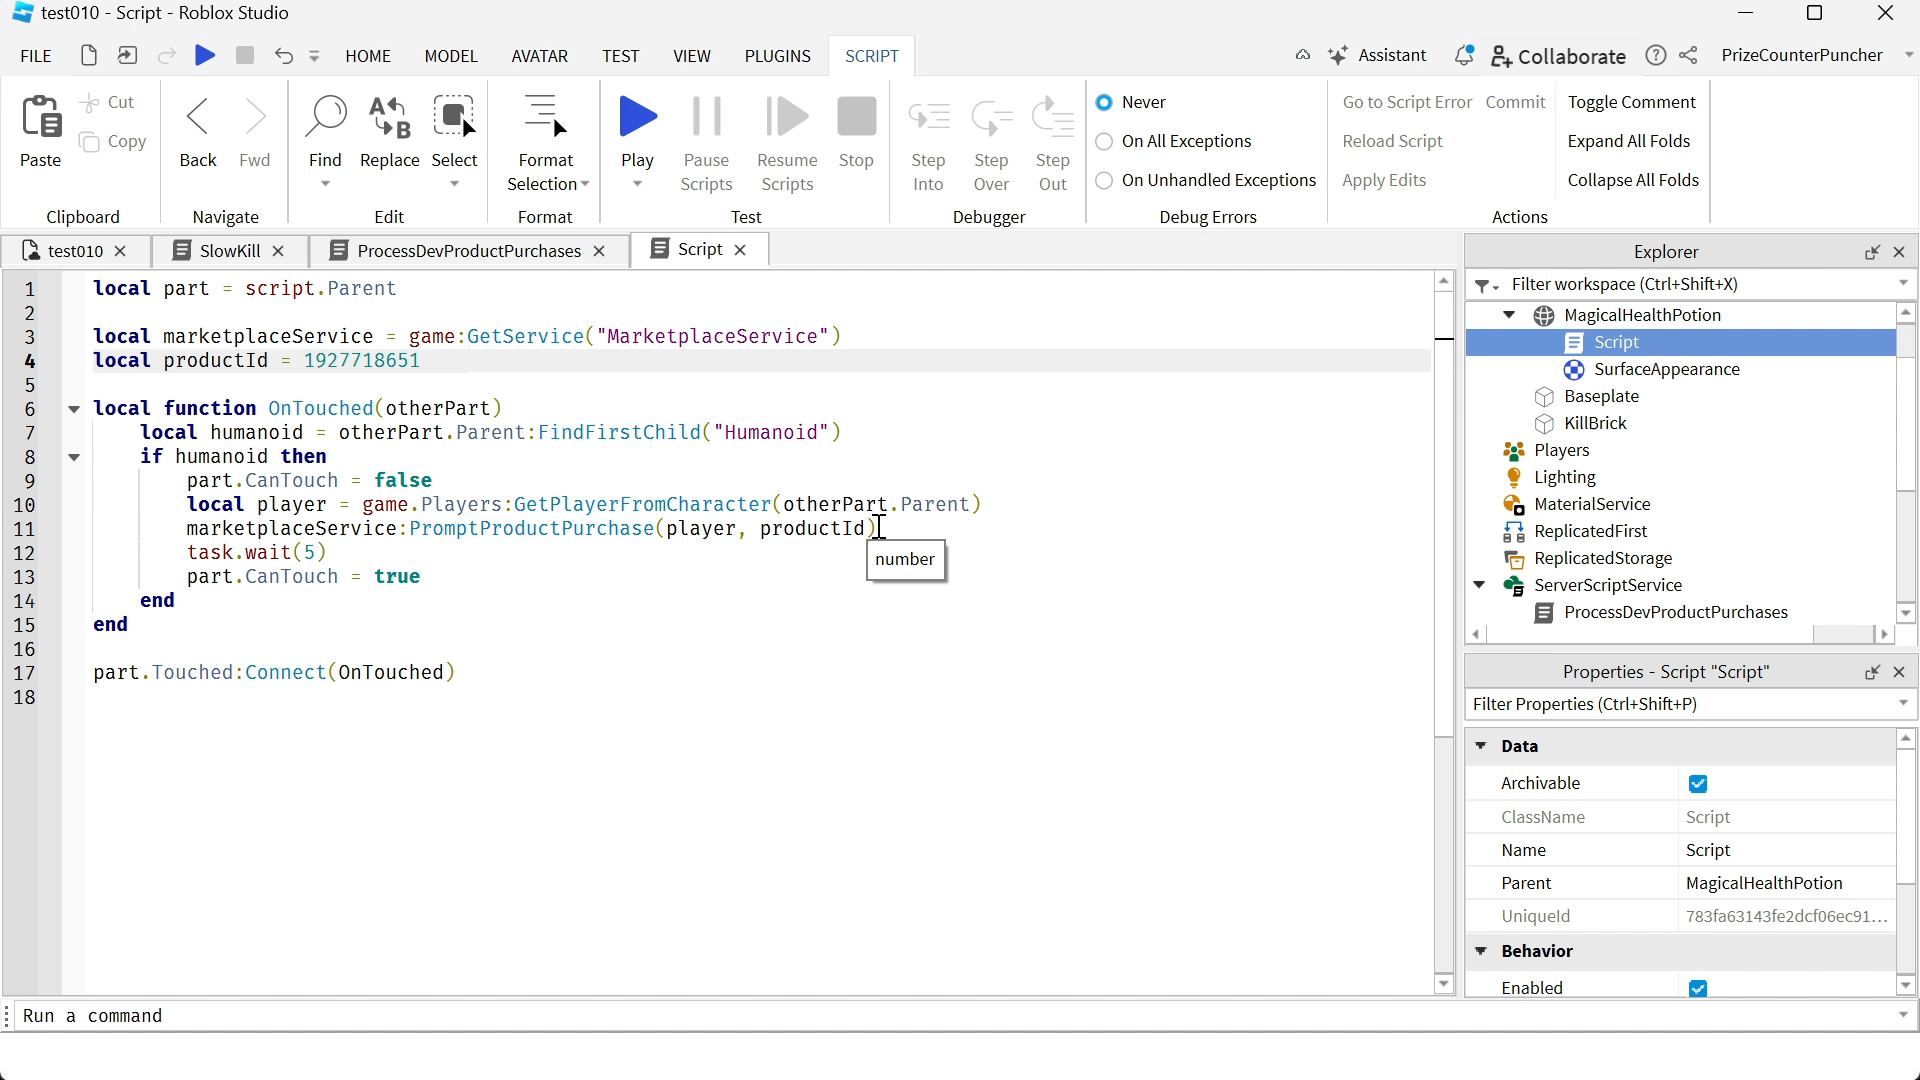 test010 - Script - Roblox Studio
FILE HOME MODEL AVATAR TEST VIEW PLUGINS SCRIPT Assistant Collaborate PrizeCounterPuncher
Paste Cut Copy Back Fwd Find Replace Select Format Selection Play Pause Scripts Resume Scripts Stop Step Into Step Over Step Out
Never
On All Exceptions
On Unhandled Exceptions
Go to Script Error Commit Toggle Comment
Reload Script Expand All Folds
Apply Edits Collapse All Folds
Clipboard Navigate Edit Format Test Debugger Debug Errors Actions
test010 SlowKill ProcessDevProductPurchases Script
1 local part = script.Parent
2
3 local marketplaceService = game:GetService("MarketplaceService")
4 local productId = 1927718651
5
6 local function OnTouched(otherPart)
7 local humanoid = otherPart.Parent:FindFirstChild("Humanoid")
8 if humanoid then
9 part.CanTouch = false
10 local player = game.Players:GetPlayerFromCharacter(otherPart.Parent)
11 marketplaceService:PromptProductPurchase(player, productId)
12 task.wait(5)
13 part.CanTouch = true
14 end
15 end
16
17 part.Touched:Connect(OnTouched)
18
number
Explorer
Filter workspace (Ctrl+Shift+X)
MagicalHealthPotion
Script
SurfaceAppearance
Baseplate
KillBrick
Players
Lighting
MaterialService
ReplicatedFirst
ReplicatedStorage
ServerScriptService
ProcessDevProductPurchases
Properties - Script "Script"
Filter Properties (Ctrl+Shift+P)
Data
Archivable
ClassName Script
Name Script
Parent MagicalHealthPotion
UniqueId 783fa63143fe2dcf06ec91...
Behavior
Enabled
Run a command